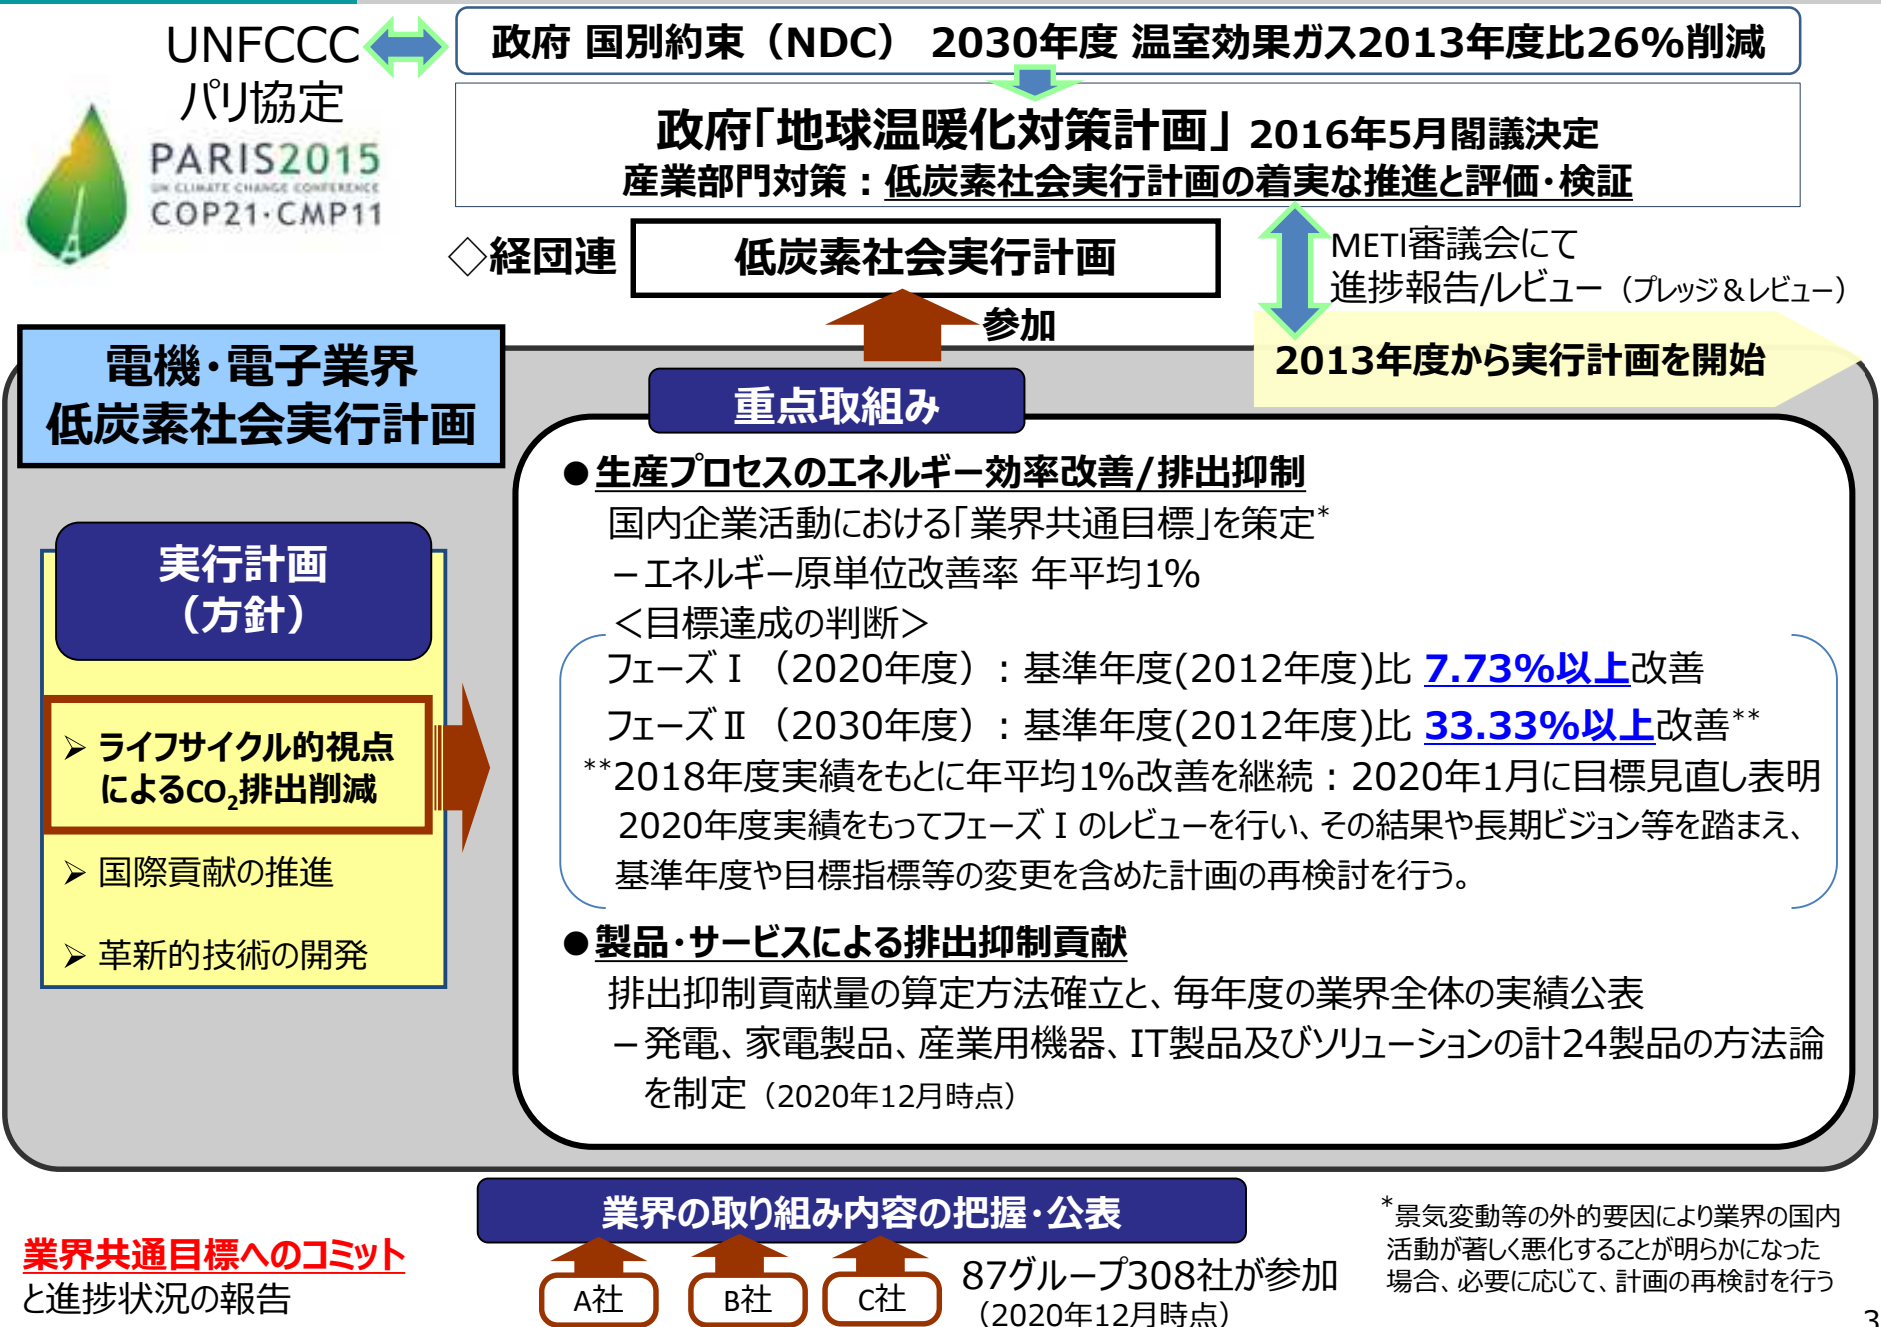 UNFCCC
パリ協定
PARIS2015
UN CLIMATE CHANGE CONFERENCE
COP21·CMP11
政府 国別約束（NDC） 2030年度 温室効果ガス2013年度比26%削減
政府｢地球温暖化対策計画｣ 2016年5月閣議決定
産業部門対策：低炭素社会実行計画の着実な推進と評価･検証
◇経団連
低炭素社会実行計画
METI審議会にて
進捗報告/レビュー（プレッジ＆レビュー）
参加
2013年度から実行計画を開始
電機･電子業界
低炭素社会実行計画
重点取組み
実行計画
（方針）
➢ ライフサイクル的視点
によるCO₂排出削減
➢ 国際貢献の推進
➢ 革新的技術の開発
●生産プロセスのエネルギー効率改善/排出抑制
国内企業活動における｢業界共通目標｣を策定*
－エネルギー原単位改善率 年平均1%
＜目標達成の判断＞
フェーズⅠ（2020年度）：基準年度(2012年度)比 7.73%以上改善
フェーズⅡ（2030年度）：基準年度(2012年度)比 33.33%以上改善**
**2018年度実績をもとに年平均1%改善を継続：2020年1月に目標見直し表明
2020年度実績をもってフェーズⅠのレビューを行い、その結果や長期ビジョン等を踏まえ、
基準年度や目標指標等の変更を含めた計画の再検討を行う。
●製品･サービスによる排出抑制貢献
排出抑制貢献量の算定方法確立と、毎年度の業界全体の実績公表
－発電、家電製品、産業用機器、IT製品及びソリューションの計24製品の方法論
を制定（2020年12月時点）
業界の取り組み内容の把握･公表
業界共通目標へのコミット
と進捗状況の報告
A社
B社
C社
87グループ308社が参加
（2020年12月時点）
*景気変動等の外的要因により業界の国内
活動が著しく悪化することが明らかになった
場合、必要に応じて、計画の再検討を行う
3